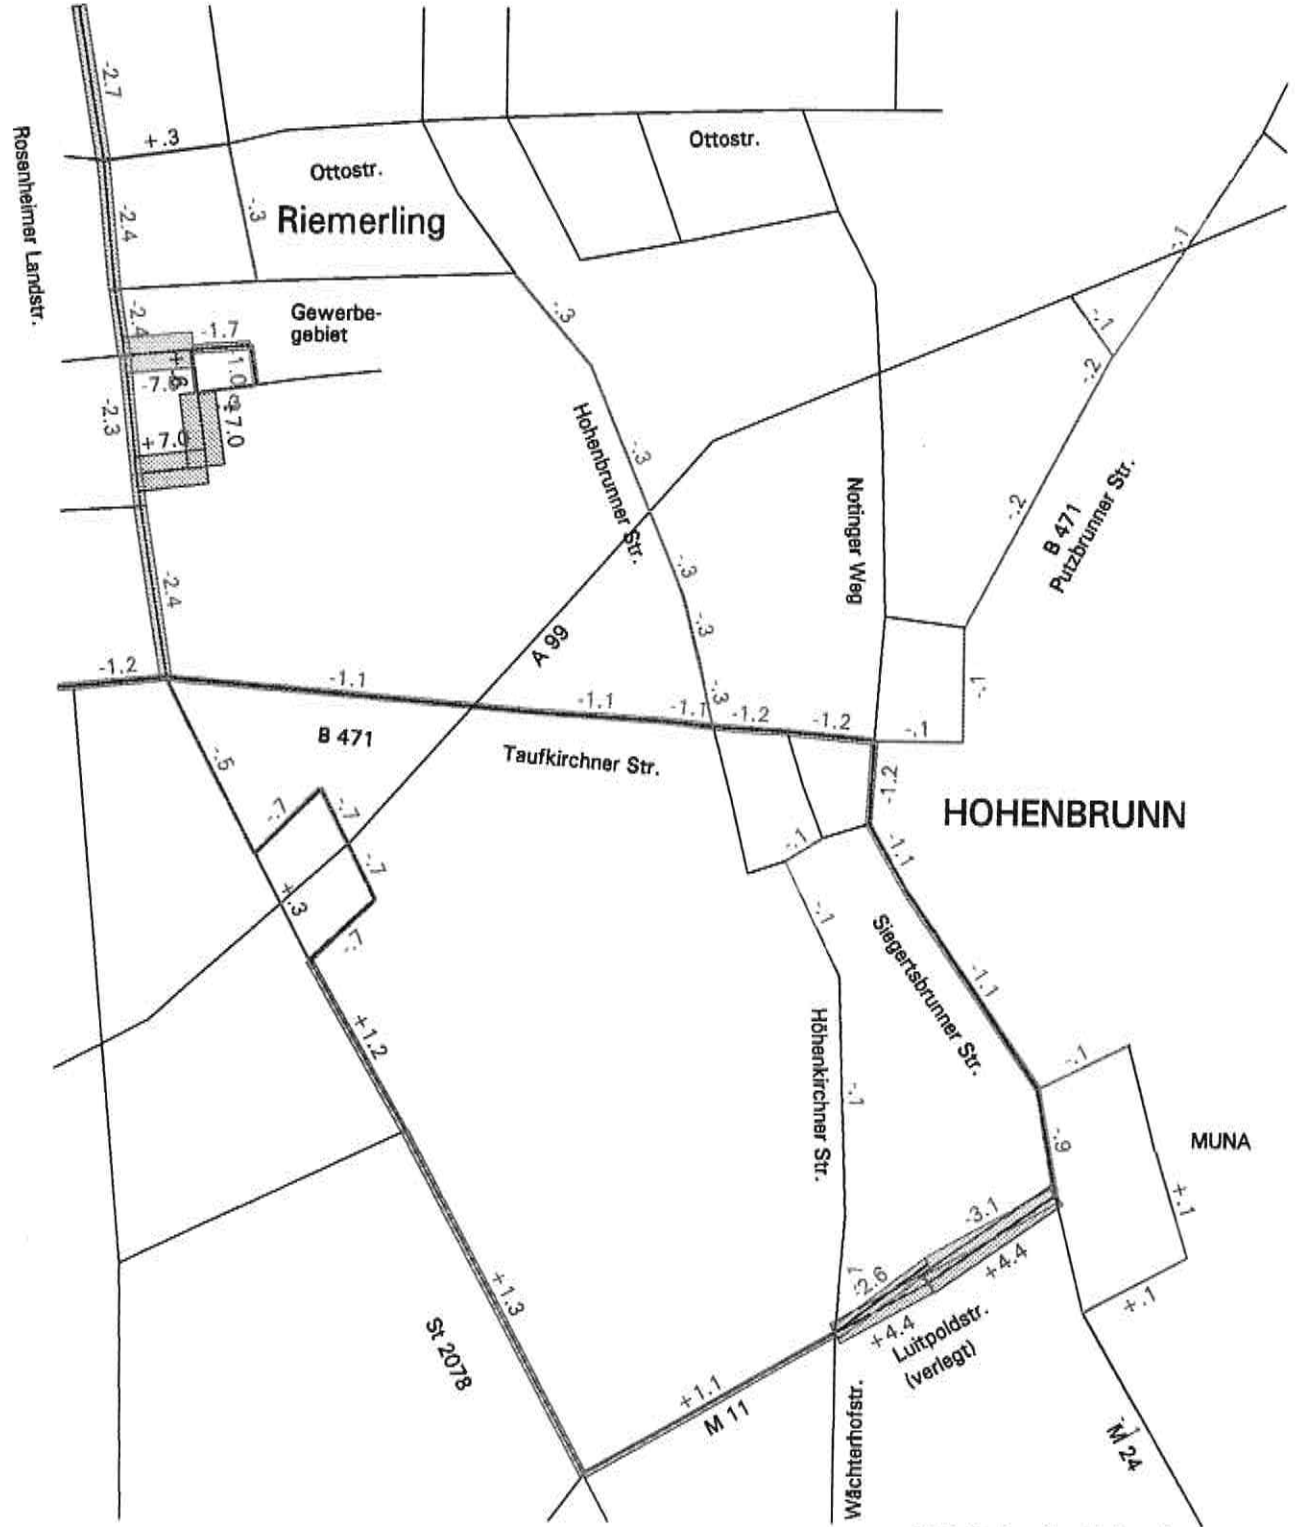 -2.7
+.3
Rosenheimer Landstr.
Ottostr.
Ottostr.
-2.4
-.3
Riemerling
-.1
-2.4
-1.7
Gewerbe-
gebiet
-.3
-.1
-.2
1.0
-2.3
+7.0
7.0
Hohenbrunner Str.
-.3
Notinger Weg
-.2
B 471
Putzbrunner Str.
-2.4
-.3
-.3
A 99
-1.2
-1.1
-1.1
-1.1
-.3
-1.2
-1.2
-.1
-.1
B 471
Taufkirchner Str.
-.5
-1.2
HOHENBRUNN
-.7
-.7
-.7
-.7
+.3
-.1
-1.1
-.1
Siegertsbrunner Str.
-1.1
+1.2
Höhenkirchner Str.
-.1
-.1
-.9
MUNA
+.1
-3.1
+4.4
2.6
+4.4
Luitpoldstr.
(verlegt)
+.1
+1.3
St 2078
+1.1
M 11
Wächterhofstr.
M 24